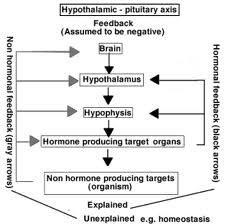 Hypothalamic - pituitary axis
Feedback
(Assumed to be negative)
Brain
Hypothalamus
Hypophysis
Hormone producing target organs
Non hormonal producing targets
(organism)
Explained
Unexplained e.g. homeostasis
Non hormonal
feedback (gray arrows)
Hormonal feedback (black
arrows)